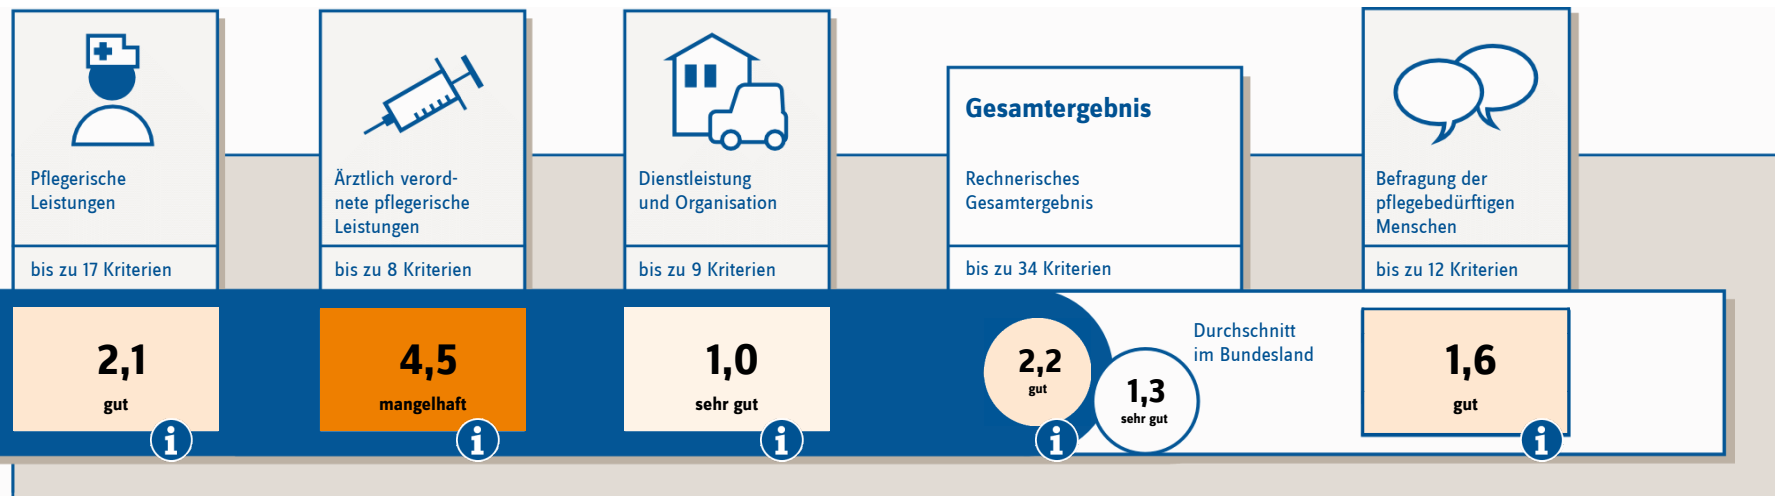 Pflegerische
Leistungen
bis zu 17 Kriterien
2,1
gut
i
Ärztlich verord-
nete pflegerische
Leistungen
bis zu 8 Kriterien
4,5
mangelhaft
i
Dienstleistung
und Organisation
bis zu 9 Kriterien
1,0
sehr gut
i
Gesamtergebnis
Rechnerisches
Gesamtergebnis
bis zu 34 Kriterien
2,2
gut
i
1,3
sehr gut
Durchschnitt
im Bundesland
Befragung der
pflegebedürftigen
Menschen
bis zu 12 Kriterien
1,6
gut
i